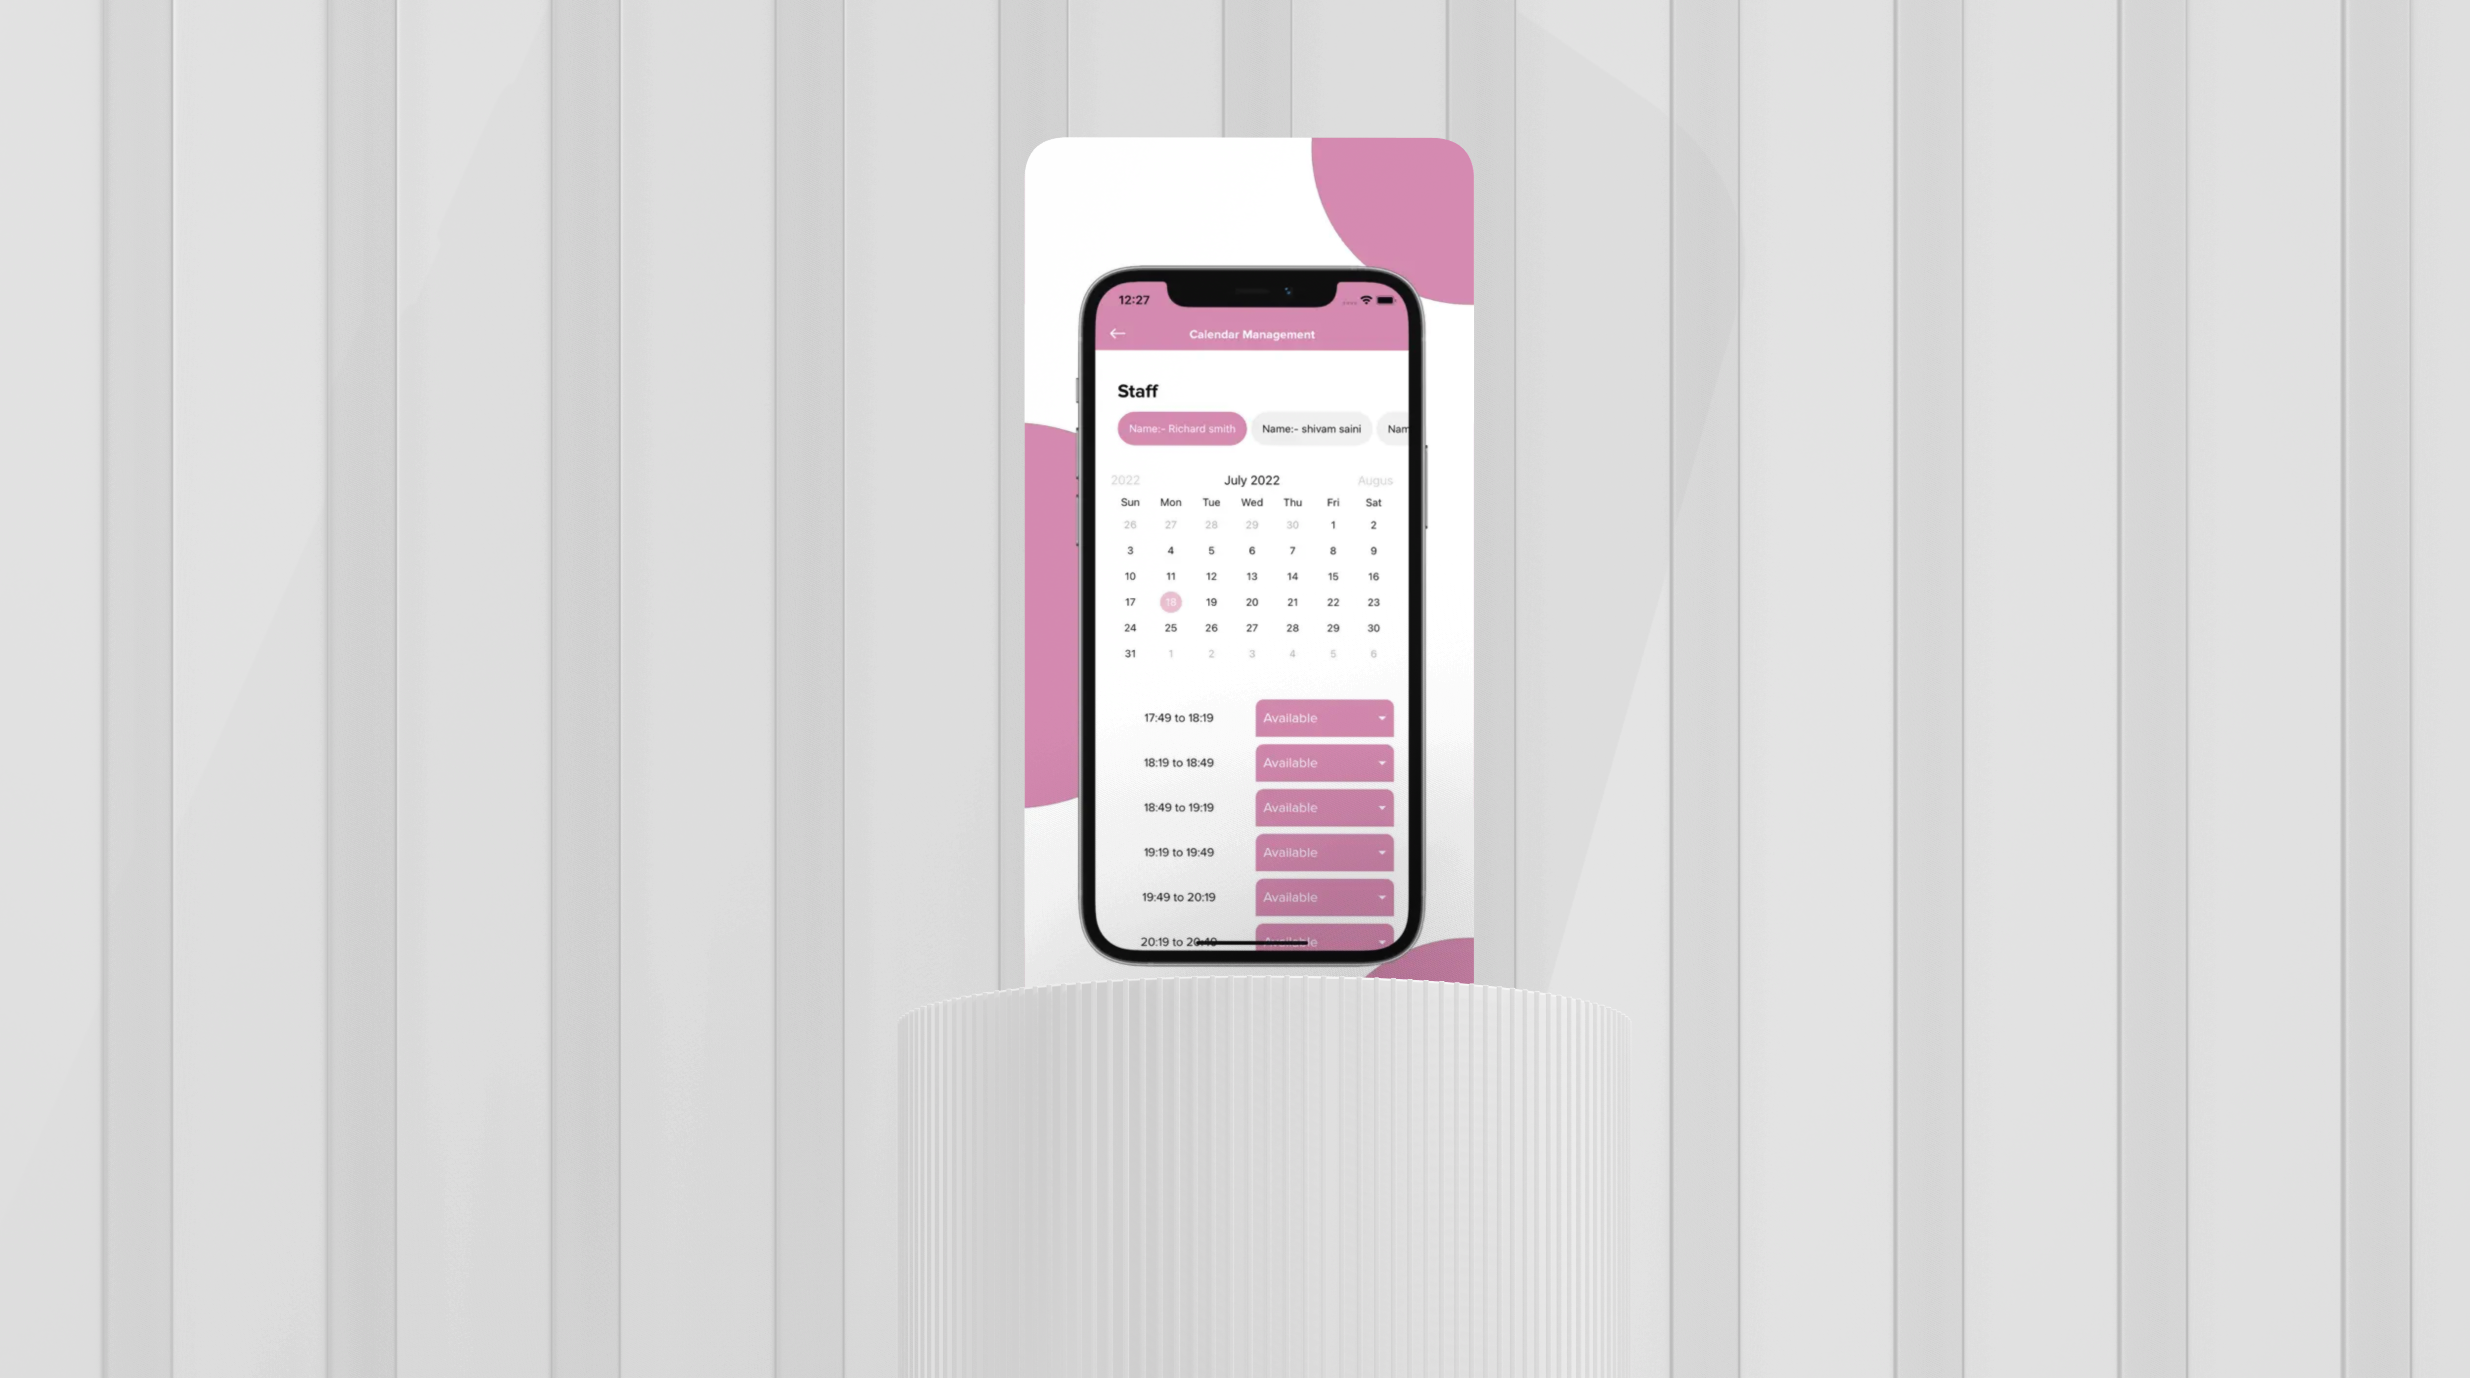 12:27
Calendar Management
Staff
Name:- Richard smith Name:- shivam saini Nam
2022 July 2022 Augus
Sun Mon Tue Wed Thu Fri Sat
26 27 28 29 30 1 2
3 4 5 6 7 8 9
10 11 12 13 14 15 16
17 18 19 20 21 22 23
24 25 26 27 28 29 30
31 1 2 3 4 5 6
17:49 to 18:19 Available
18:19 to 18:49 Available
18:49 to 19:19 Available
19:19 to 19:49 Available
19:49 to 20:19 Available
20:19 to 20:49 Available